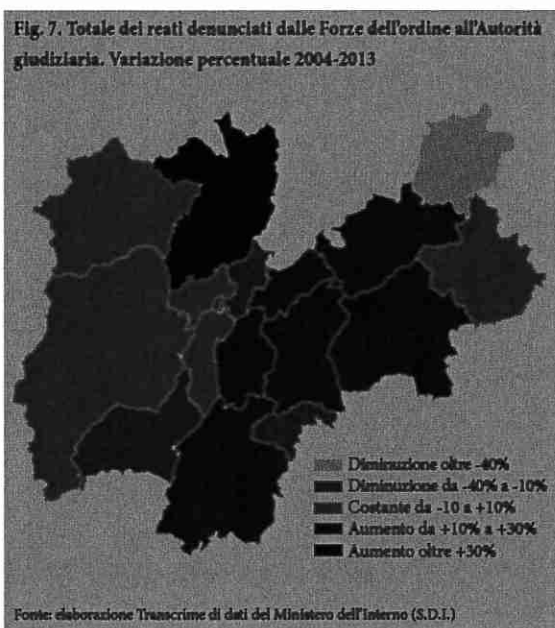 Fig. 7. Totale dei reati denunciati dalle Forze dell'ordine all'Autorità
giudiziaria. Variazione percentuale 2004-2013
Diminuzione oltre -40%
Diminuzione da -40% a -10%
Costante da -10 a +10%
Aumento da +10% a +30%
Aumento oltre +30%
Fonte: elaborazione Transcrime di dati del Ministero dell'Interno (S.D.I.)